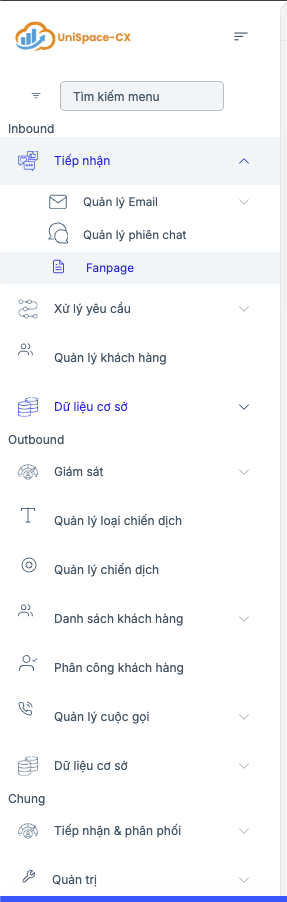 UniSpace-CX
Tìm kiếm menu
Inbound
Tiếp nhận
Quản lý Email
Quản lý phiên chat
Fanpage
Xử lý yêu cầu
Quản lý khách hàng
Dữ liệu cơ sở
Outbound
Giám sát
Quản lý loại chiến dịch
Quản lý chiến dịch
Danh sách khách hàng
Phân công khách hàng
Quản lý cuộc gọi
Dữ liệu cơ sở
Chung
Tiếp nhận & phân phối
Quản trị